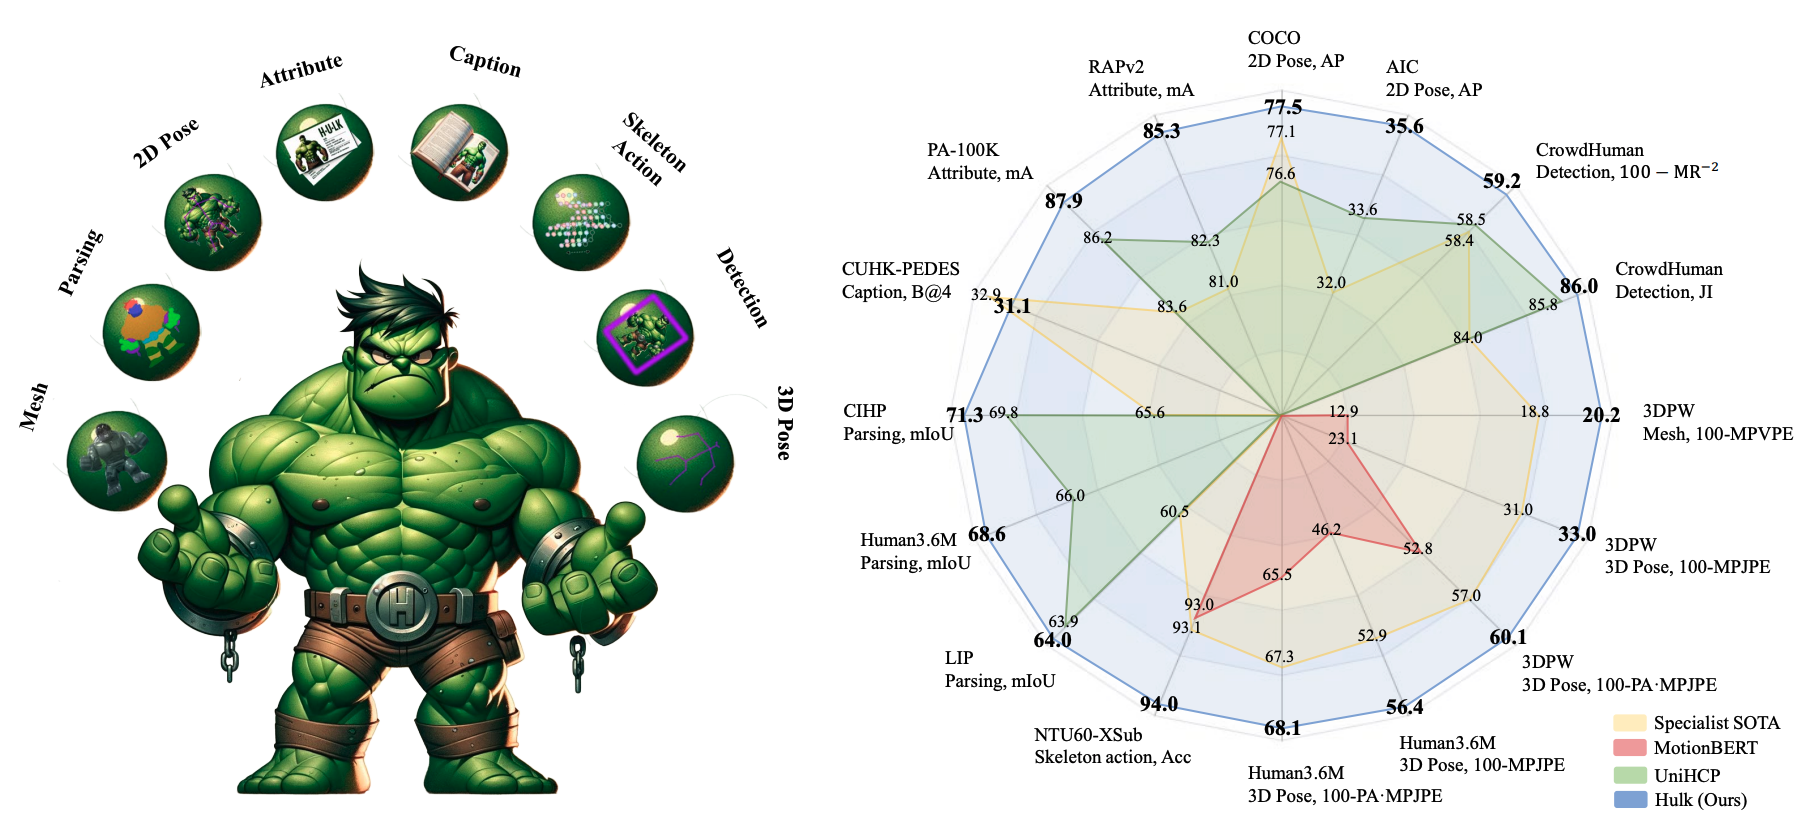 Attribute
Caption
2D Pose
Skeleton
Action
Parsing
Detection
Mesh
3D Pose
H-U-LK
H
COCO
2D Pose, AP
AIC
2D Pose, AP
RAPv2
Attribute, mA
CrowdHuman
Detection, 100 − MR⁻²
PA-100K
Attribute, mA
CrowdHuman
Detection, JI
CUHK-PEDES
Caption, B@4
CIHP
Parsing, mIoU
3DPW
Mesh, 100-MPVPE
Human3.6M
Parsing, mIoU
3DPW
3D Pose, 100-MPJPE
LIP
Parsing, mIoU
3DPW
3D Pose, 100-PA·MPJPE
NTU60-XSub
Skeleton action, Acc
Human3.6M
3D Pose, 100-MPJPE
Human3.6M
3D Pose, 100-PA·MPJPE
77.5
77.1
76.6
35.6
33.6
32.0
59.2
58.5
58.4
86.0
85.8
84.0
20.2
18.8
12.9
33.0
31.0
23.1
60.1
57.0
52.8
56.4
52.9
46.2
68.1
67.3
65.5
94.0
93.1
93.0
64.0
63.9
60.5
68.6
66.0
71.3
69.8
65.6
32.9
31.1
87.9
86.2
83.6
85.3
82.3
81.0
Specialist SOTA
MotionBERT
UniHCP
Hulk (Ours)